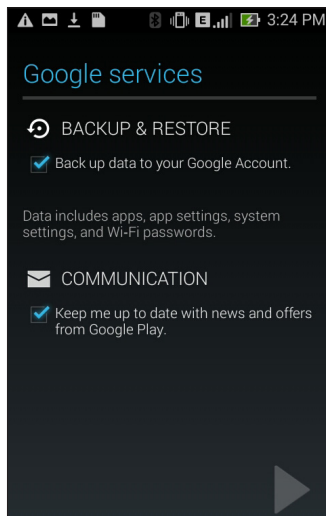 E 3:24 PM
Google services
BACKUP & RESTORE
Back up data to your Google Account.
Data includes apps, app settings, system
settings, and Wi-Fi passwords.
COMMUNICATION
Keep me up to date with news and offers
from Google Play.